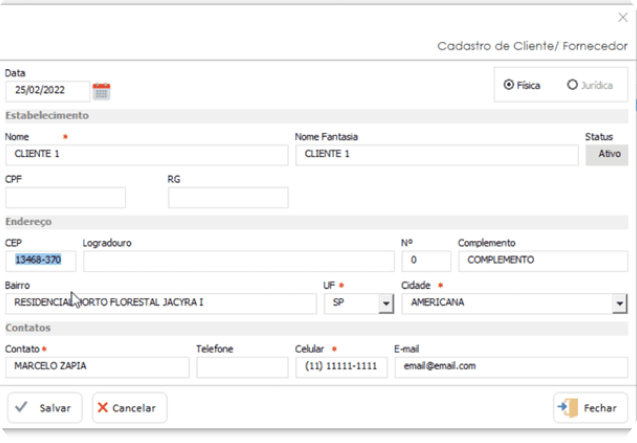 Cadastro de Cliente/ Fornecedor
Data
25/02/2022
Física Jurídica
Estabelecimento
Nome * Nome Fantasia Status
CLIENTE 1 CLIENTE 1 Ativo
CPF RG
Endereço
CEP Logradouro Nº Complemento
13468-370 0 COMPLEMENTO
Bairro UF * Cidade *
RESIDENCIAL HORTO FLORESTAL JACYRA I SP AMERICANA
Contatos
Contato * Telefone Celular * E-mail
MARCELO ZAPIA (11) 11111-1111 email@email.com
Salvar Cancelar Fechar